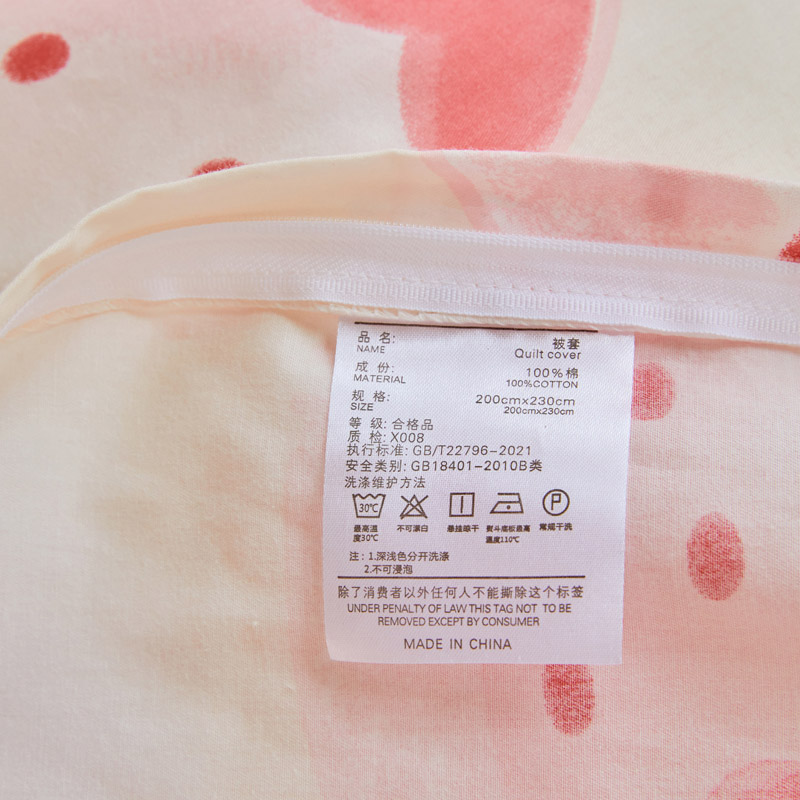 品 名: 被套
NAME Quilt cover
成 份: 100%棉
MATERIAL 100%COTTON
规 格: 200cmx230cm
SIZE 200cmx230cm
等 级: 合格品
质 检: X008
执行标准: GB/T22796-2021
安全类别: GB18401-2010B类
洗涤维护方法
30℃ P
最高温度30℃ 不可漂白 悬挂晾干 熨斗底板最高温度110℃ 常规干洗
注: 1.深浅色分开洗涤
2.不可浸泡
除了消费者以外任何人不能撕除这个标签
UNDER PENALTY OF LAW THIS TAG NOT TO BE
REMOVED EXCEPT BY CONSUMER
MADE IN CHINA